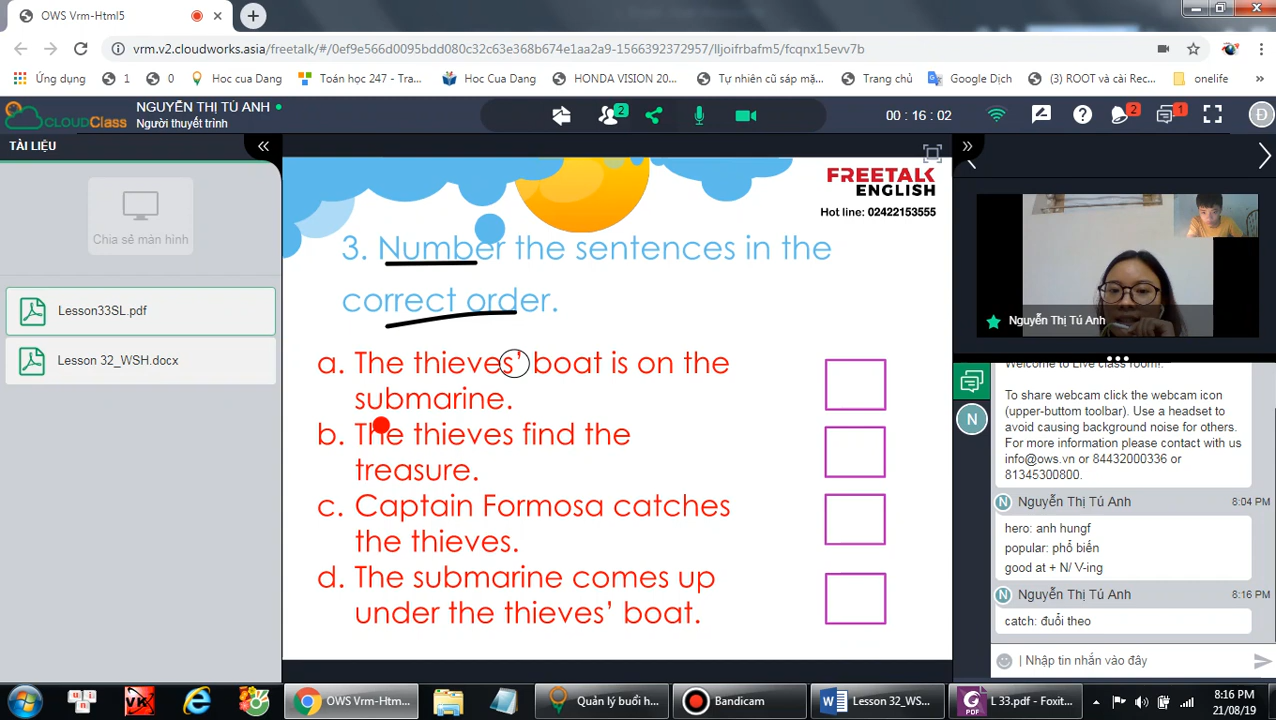 OWS Vrm-Html5
vrm.v2.cloudworks.asia/freetalk/#/0ef9e566d0095bdd080c32c63e368b674e1aa2a9-1566392372957/lljoifrbafm5/fcqnx15evv7b
Ứng dụng 1 0 Hoc cua Dang Toán học 247 - Tra... Hoc Cua Dang HONDA VISION 20... Tự nhiên cũ sáp mặ... Trang chủ Google Dịch (3) ROOT và cài Rec... onelife »
CLOUDClass
NGUYỄN THỊ TÚ ANH
Người thuyết trình
2
00 : 16 : 02
2
1
Đ
TÀI LIỆU
Chia sẻ màn hình
Lesson33SL.pdf
Lesson 32_WSH.docx
FREETALK
ENGLISH
Hot line: 02422153555
3. Number the sentences in the
correct order.
a. The thieves’ boat is on the
submarine.
b. The thieves find the
treasure.
c. Captain Formosa catches
the thieves.
d. The submarine comes up
under the thieves’ boat.
Nguyễn Thị Tú Anh
Welcome to Live class room!.
To share webcam click the webcam icon
(upper-buttom toolbar). Use a headset to
avoid causing background noise for others.
For more information please contact with us
info@ows.vn or 84432000336 or
81345300800.
N
N Nguyễn Thị Tú Anh 8:04 PM
hero: anh hungf
popular: phổ biến
good at + N/ V-ing
N Nguyễn Thị Tú Anh 8:16 PM
catch: đuổi theo
Nhập tin nhắn vào đây
OWS Vrm-Htm...
Quản lý buổi h...
Bandicam
Lesson 32_WS...
L 33.pdf - Foxit...
8:16 PM
21/08/19